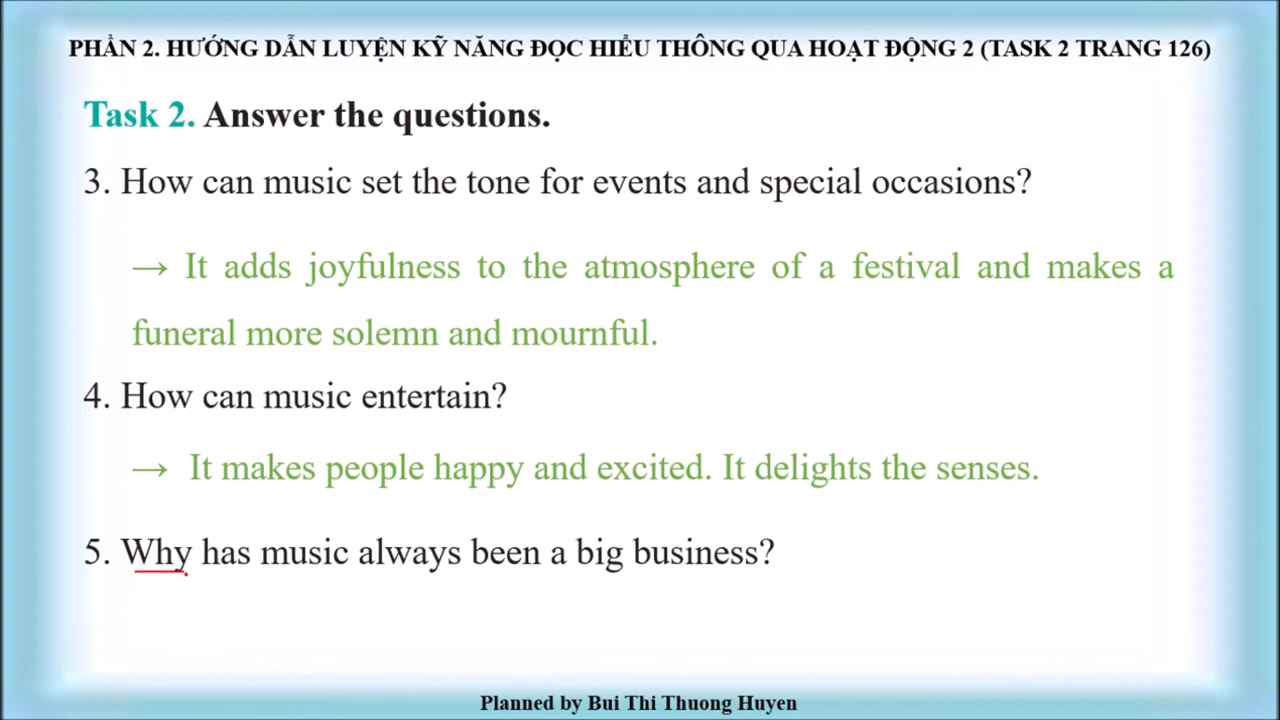 PHẦN 2. HƯỚNG DẪN LUYỆN KỸ NĂNG ĐỌC HIỂU THÔNG QUA HOẠT ĐỘNG 2 (TASK 2 TRANG 126)
Task 2. Answer the questions.
3. How can music set the tone for events and special occasions?
→ It adds joyfulness to the atmosphere of a festival and makes a
funeral more solemn and mournful.
4. How can music entertain?
→ It makes people happy and excited. It delights the senses.
5. Why has music always been a big business?
Planned by Bui Thi Thuong Huyen